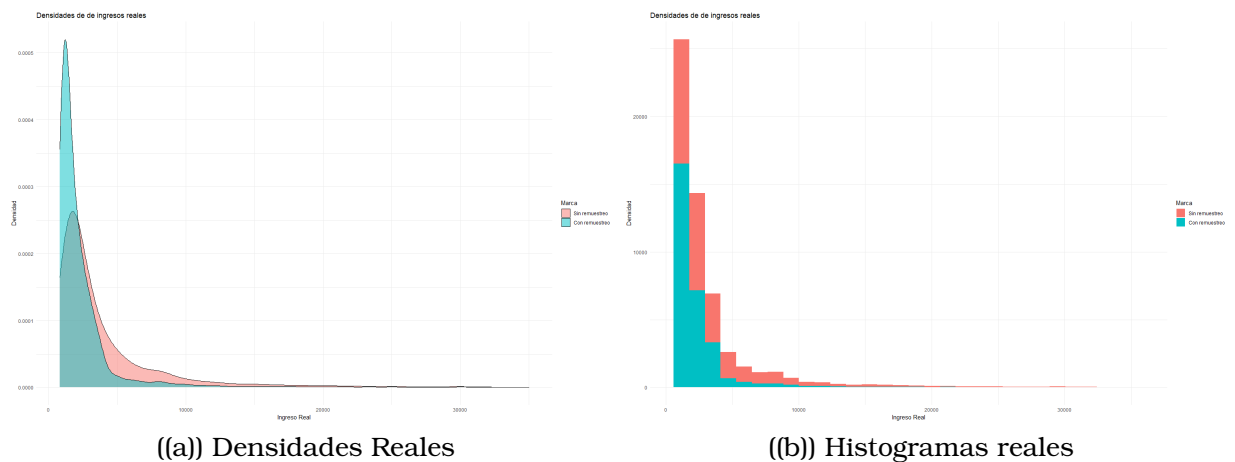 Densidades de de ingresos reales
0.0005
0.0004
0.0003
0.0002
0.0001
0.0000
Densidad
0
10000
20000
30000
Ingreso Real
Marca
Sin remuestreo
Con remuestreo
((a)) Densidades Reales
Densidades de de ingresos reales
20000
10000
0
Densidad
0
10000
20000
30000
Ingreso Real
Marca
Sin remuestreo
Con remuestreo
((b)) Histogramas reales